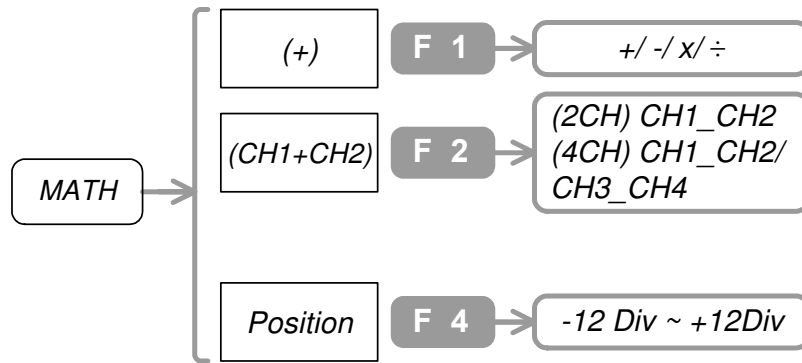 (+) F 1 +/ -/ x/ ÷
MATH
(CH1+CH2) F 2 (2CH) CH1_CH2
(4CH) CH1_CH2/
CH3_CH4
Position F 4 -12 Div ~ +12Div